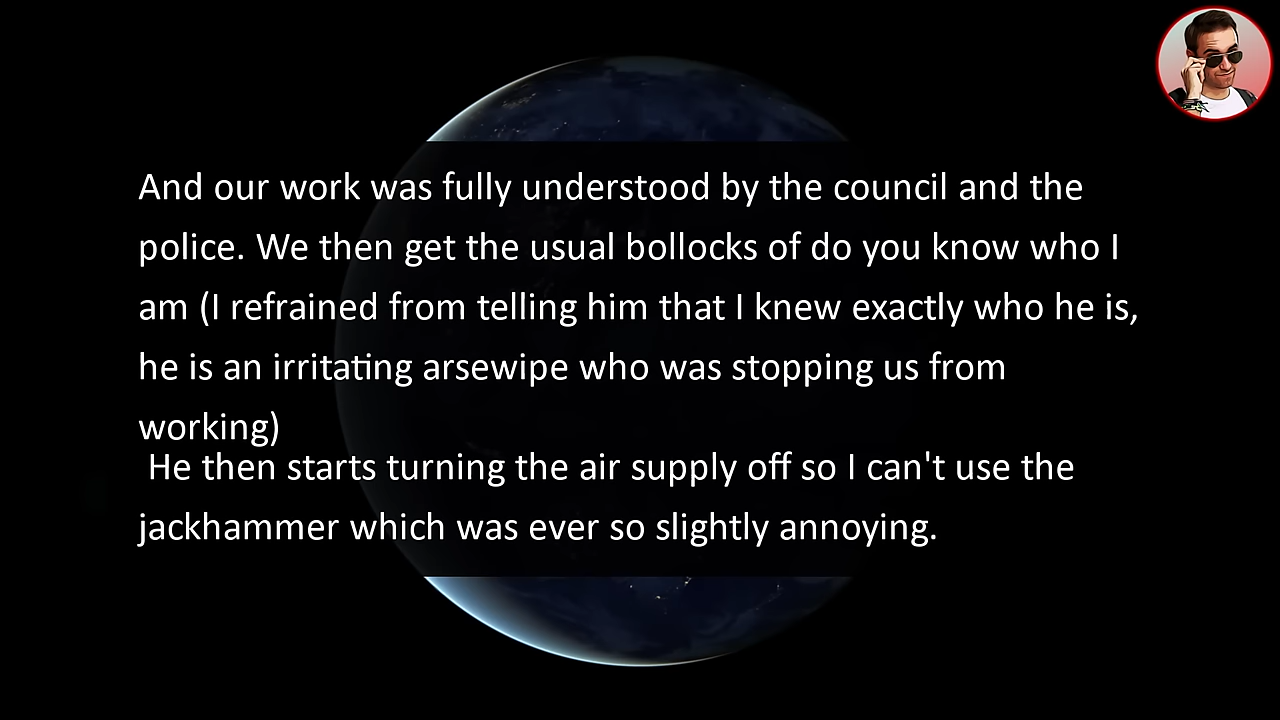 And our work was fully understood by the council and the
police. We then get the usual bollocks of do you know who I
am (I refrained from telling him that I knew exactly who he is,
he is an irritating arsewipe who was stopping us from
working)
He then starts turning the air supply off so I can't use the
jackhammer which was ever so slightly annoying.